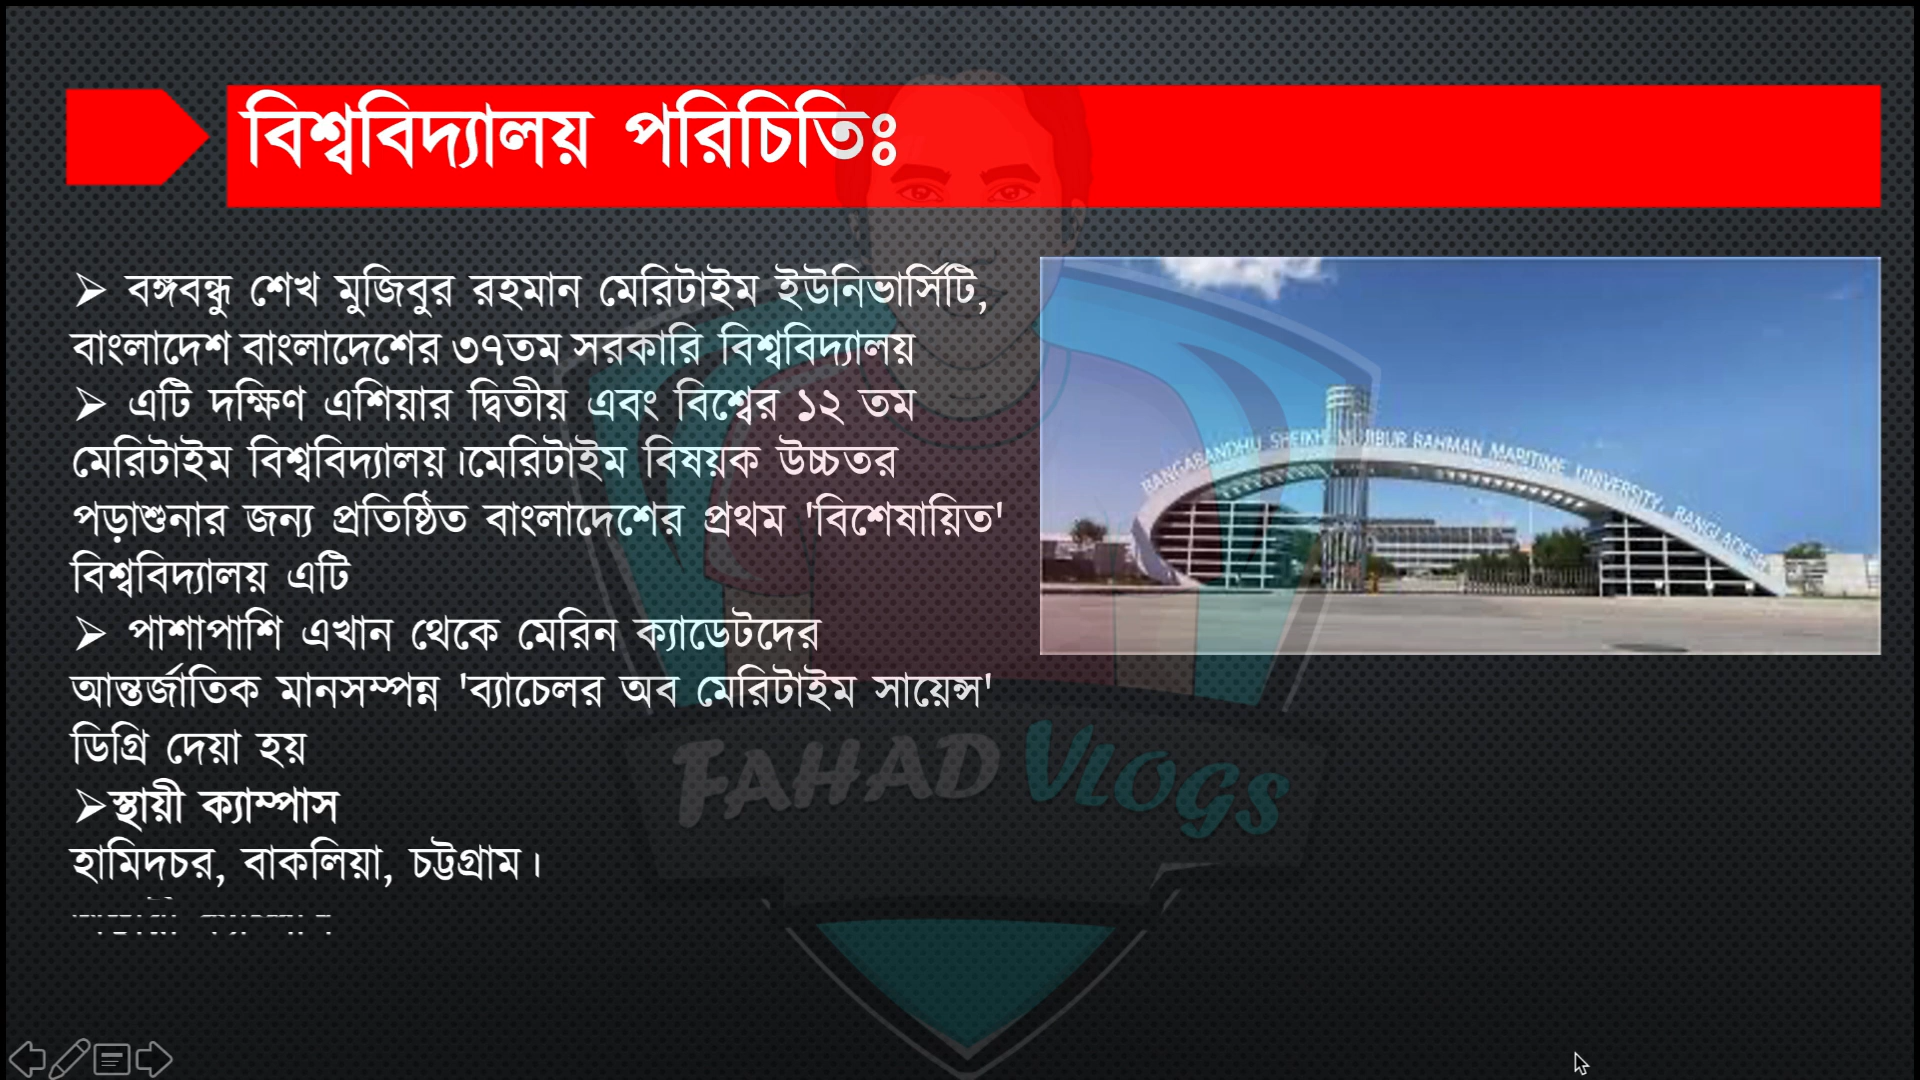 বিশ্ববিদ্যালয় পরিচিতিঃ
➢ বঙ্গবন্ধু শেখ মুজিবুর রহমান মেরিটাইম ইউনিভার্সিটি,
বাংলাদেশ বাংলাদেশের ৩৭তম সরকারি বিশ্ববিদ্যালয়
➢ এটি দক্ষিণ এশিয়ার দ্বিতীয় এবং বিশ্বের ১২ তম
মেরিটাইম বিশ্ববিদ্যালয়।মেরিটাইম বিষয়ক উচ্চতর
পড়াশুনার জন্য প্রতিষ্ঠিত বাংলাদেশের প্রথম 'বিশেষায়িত'
বিশ্ববিদ্যালয় এটি
➢ পাশাপাশি এখান থেকে মেরিন ক্যাডেটদের
আন্তর্জাতিক মানসম্পন্ন 'ব্যাচেলর অব মেরিটাইম সায়েন্স'
ডিগ্রি দেয়া হয়
➢স্থায়ী ক্যাম্পাস
হামিদচর, বাকলিয়া, চট্টগ্রাম।
BANGABANDHU SHEIKH MUJIBUR RAHMAN MARITIME UNIVERSITY, BANGLADESH
FAHAD VLOGS